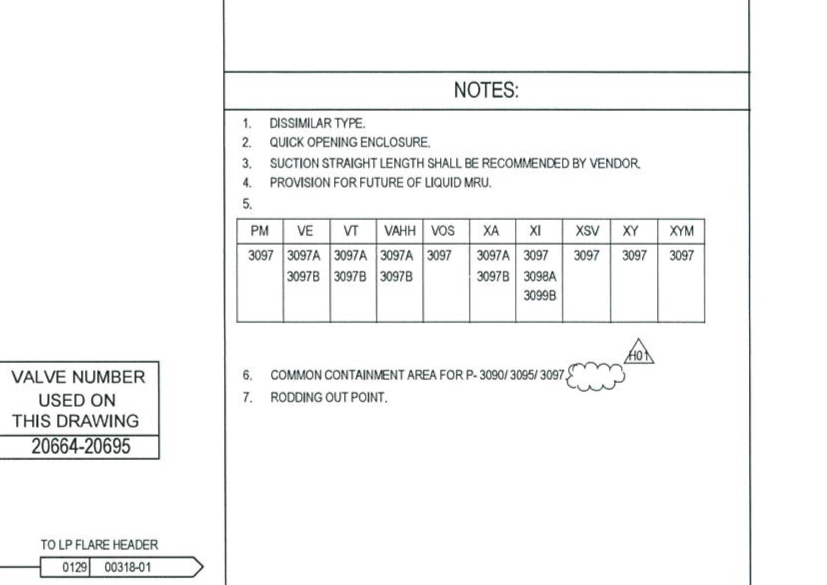 NOTES:
1. DISSIMILAR TYPE.
2. QUICK OPENING ENCLOSURE.
3. SUCTION STRAIGHT LENGTH SHALL BE RECOMMENDED BY VENDOR.
4. PROVISION FOR FUTURE OF LIQUID MRU.
5.
PM VE VT VAHH VOS XA XI XSV XY XYM
3097 3097A 3097A 3097A 3097 3097A 3097 3097 3097 3097
3097B 3097B 3097B 3097B 3098A
3099B
H01
6. COMMON CONTAINMENT AREA FOR P- 3090/ 3095/ 3097
7. RODDING OUT POINT.
VALVE NUMBER
USED ON
THIS DRAWING
20664-20695
TO LP FLARE HEADER
0129 00318-01